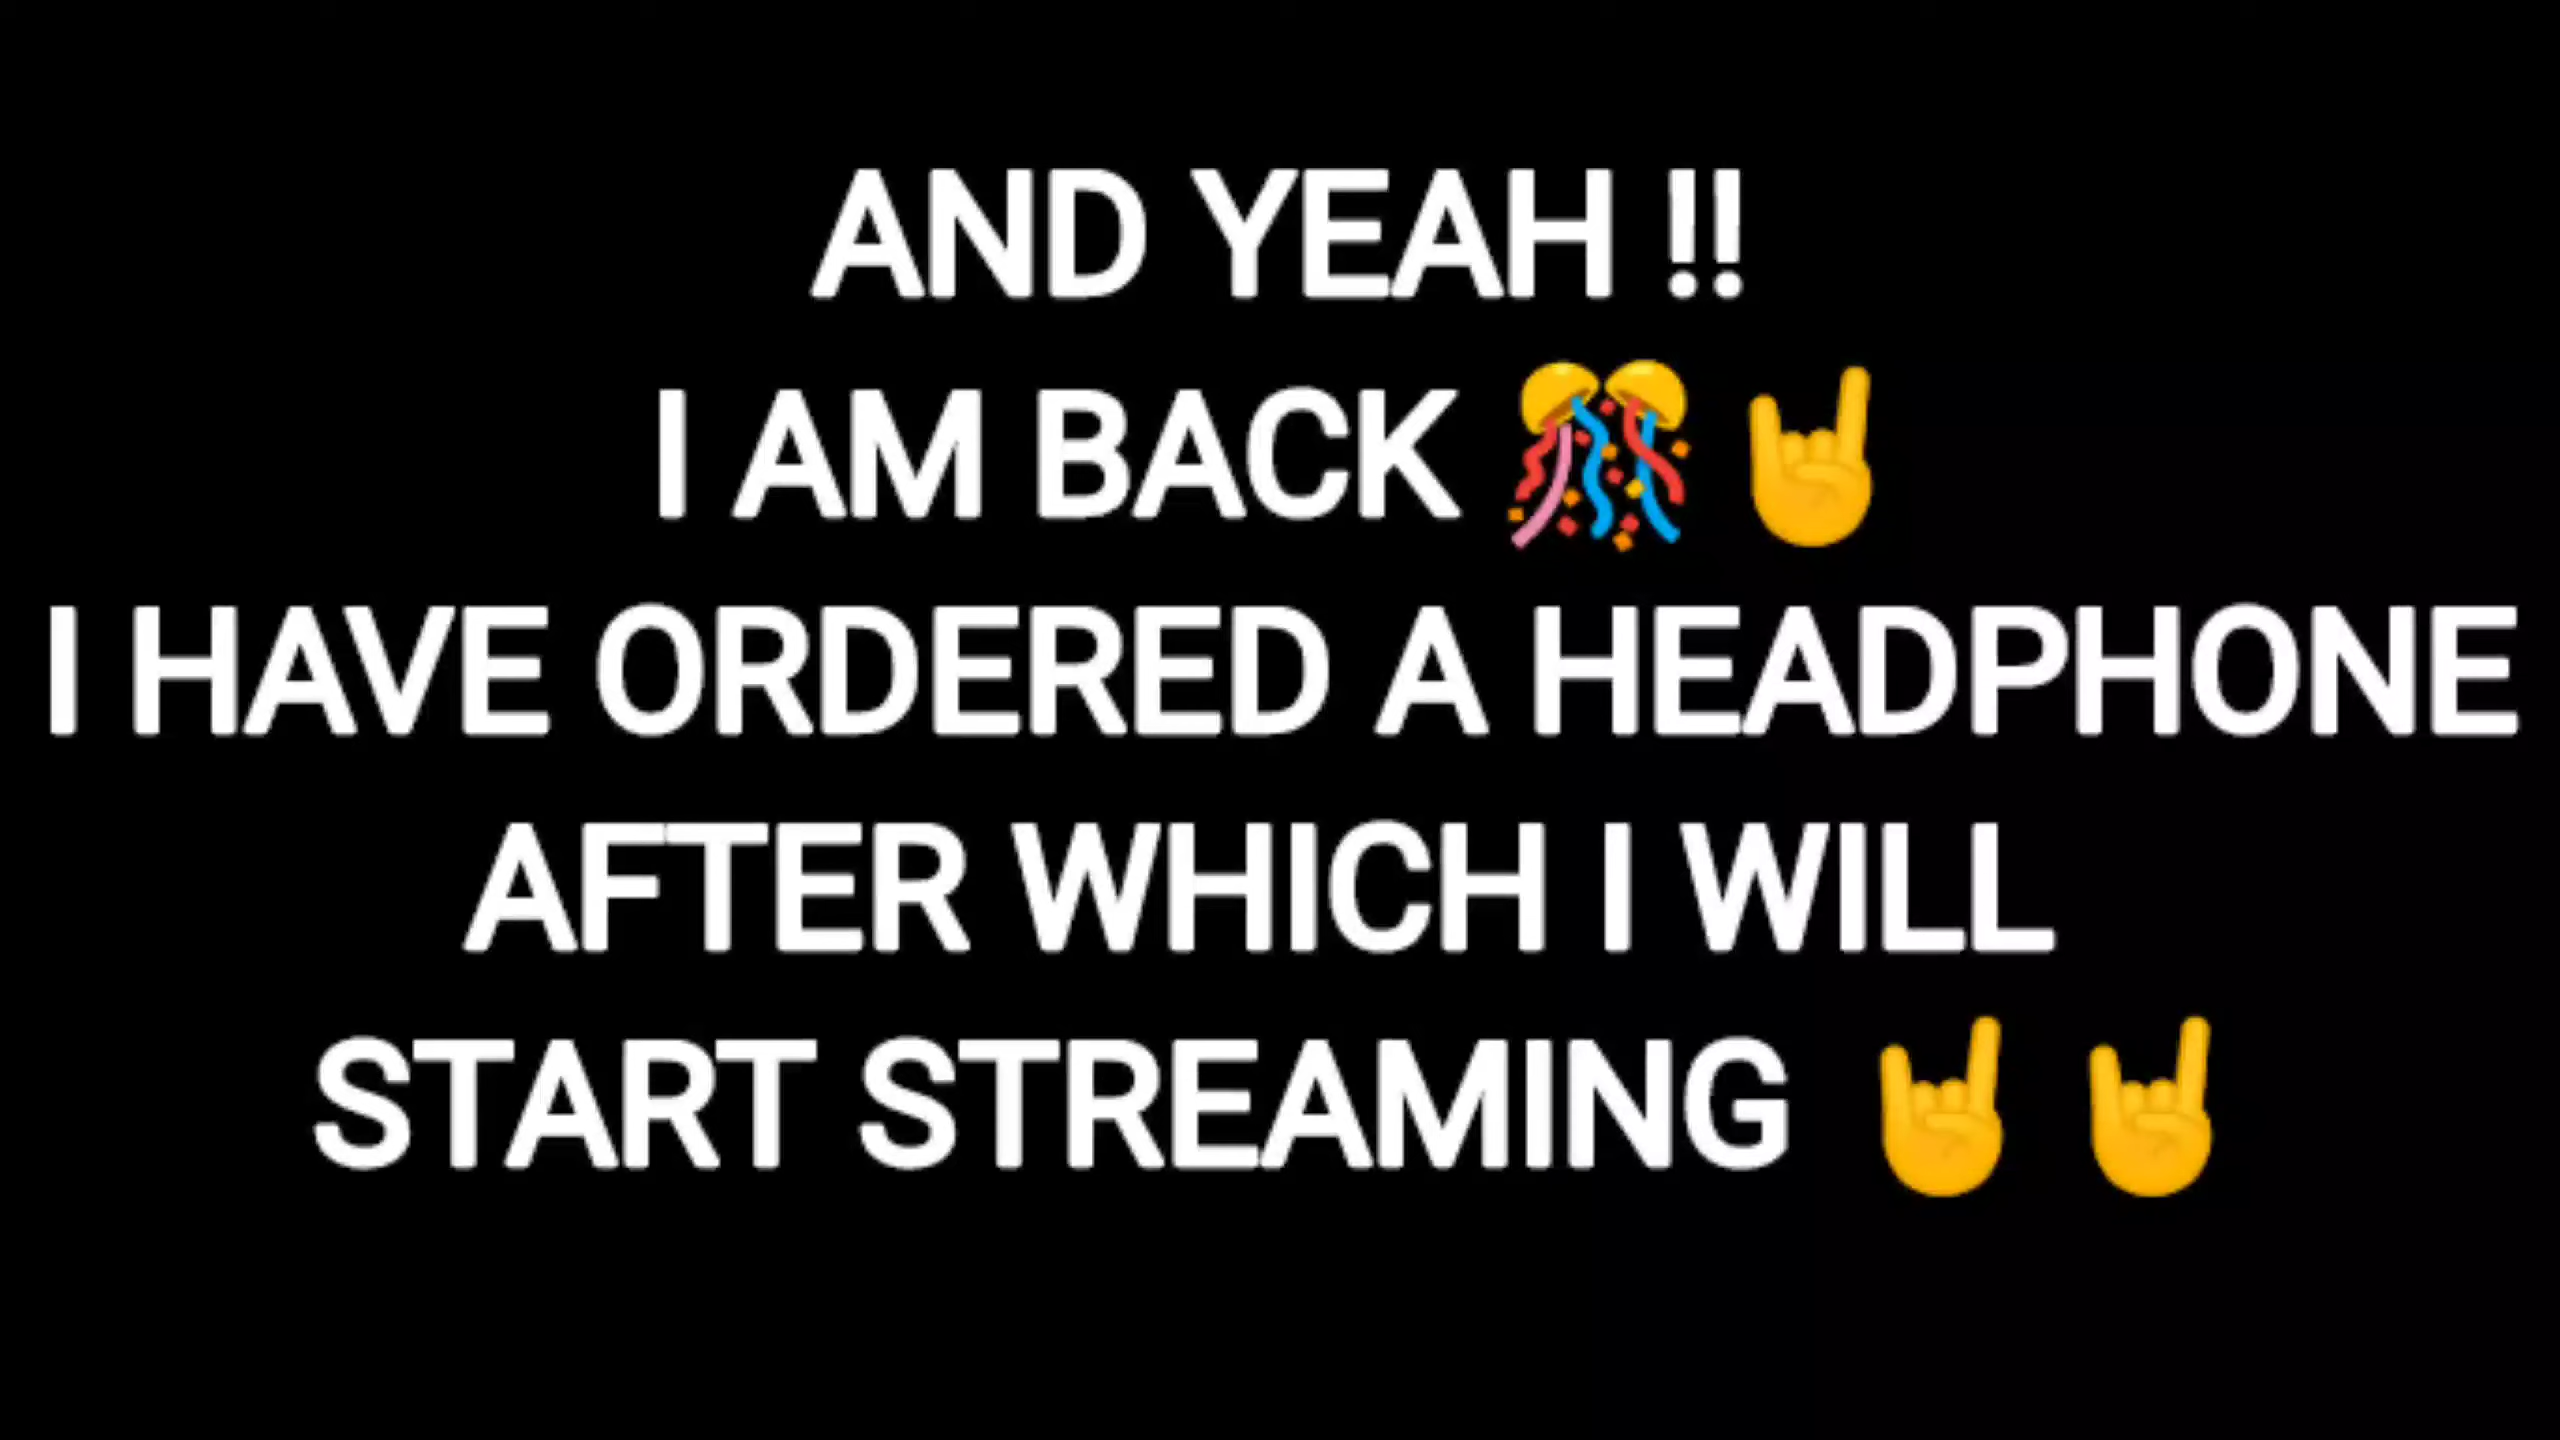 AND YEAH !!
I AM BACK 🎊 🤘
I HAVE ORDERED A HEADPHONE
AFTER WHICH I WILL
START STREAMING 🤘 🤘